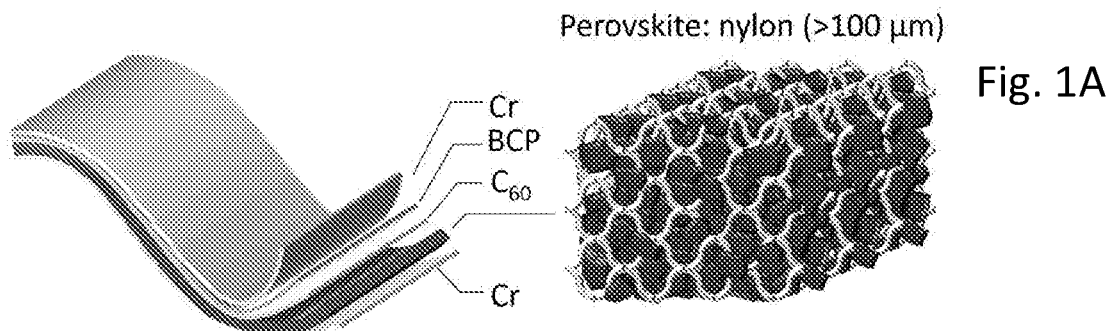 Perovskite: nylon (>100 µm)
Fig. 1A
Cr
BCP
C₆₀
Cr